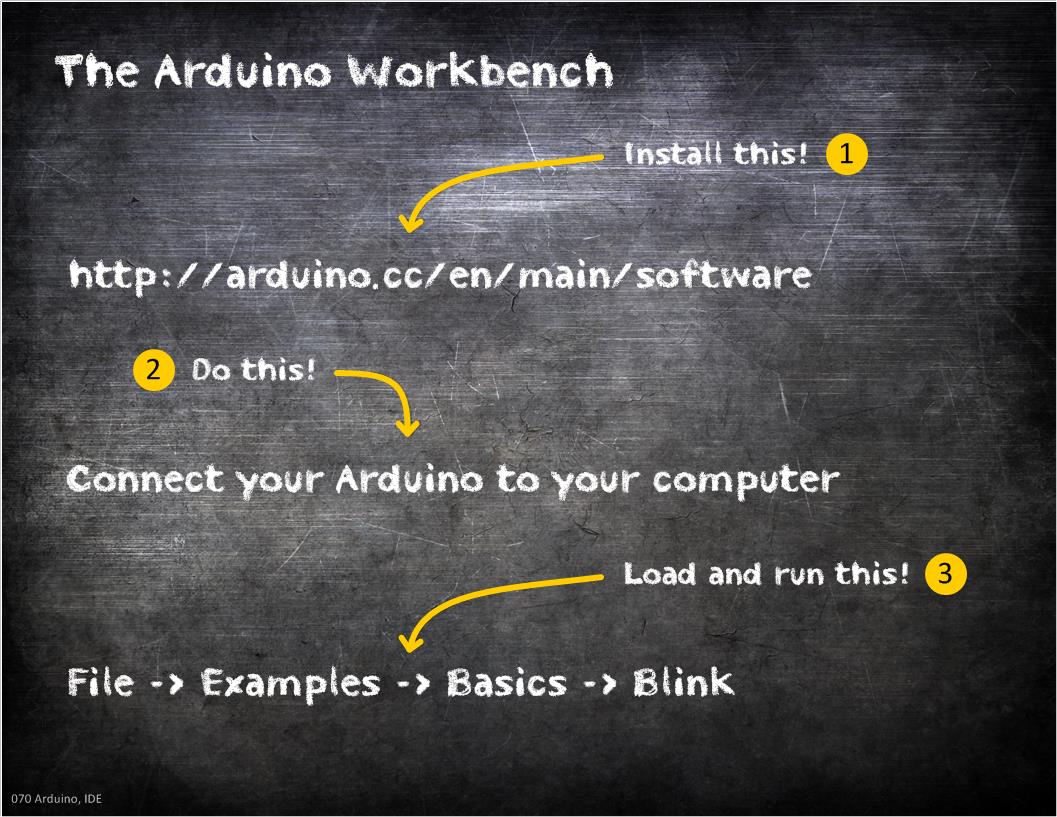 The Arduino Workbench
Install this! 1
http://arduino.cc/en/main/software
2 Do this!
Connect your Arduino to your computer
Load and run this! 3
File -> Examples -> Basics -> Blink
070 Arduino, IDE